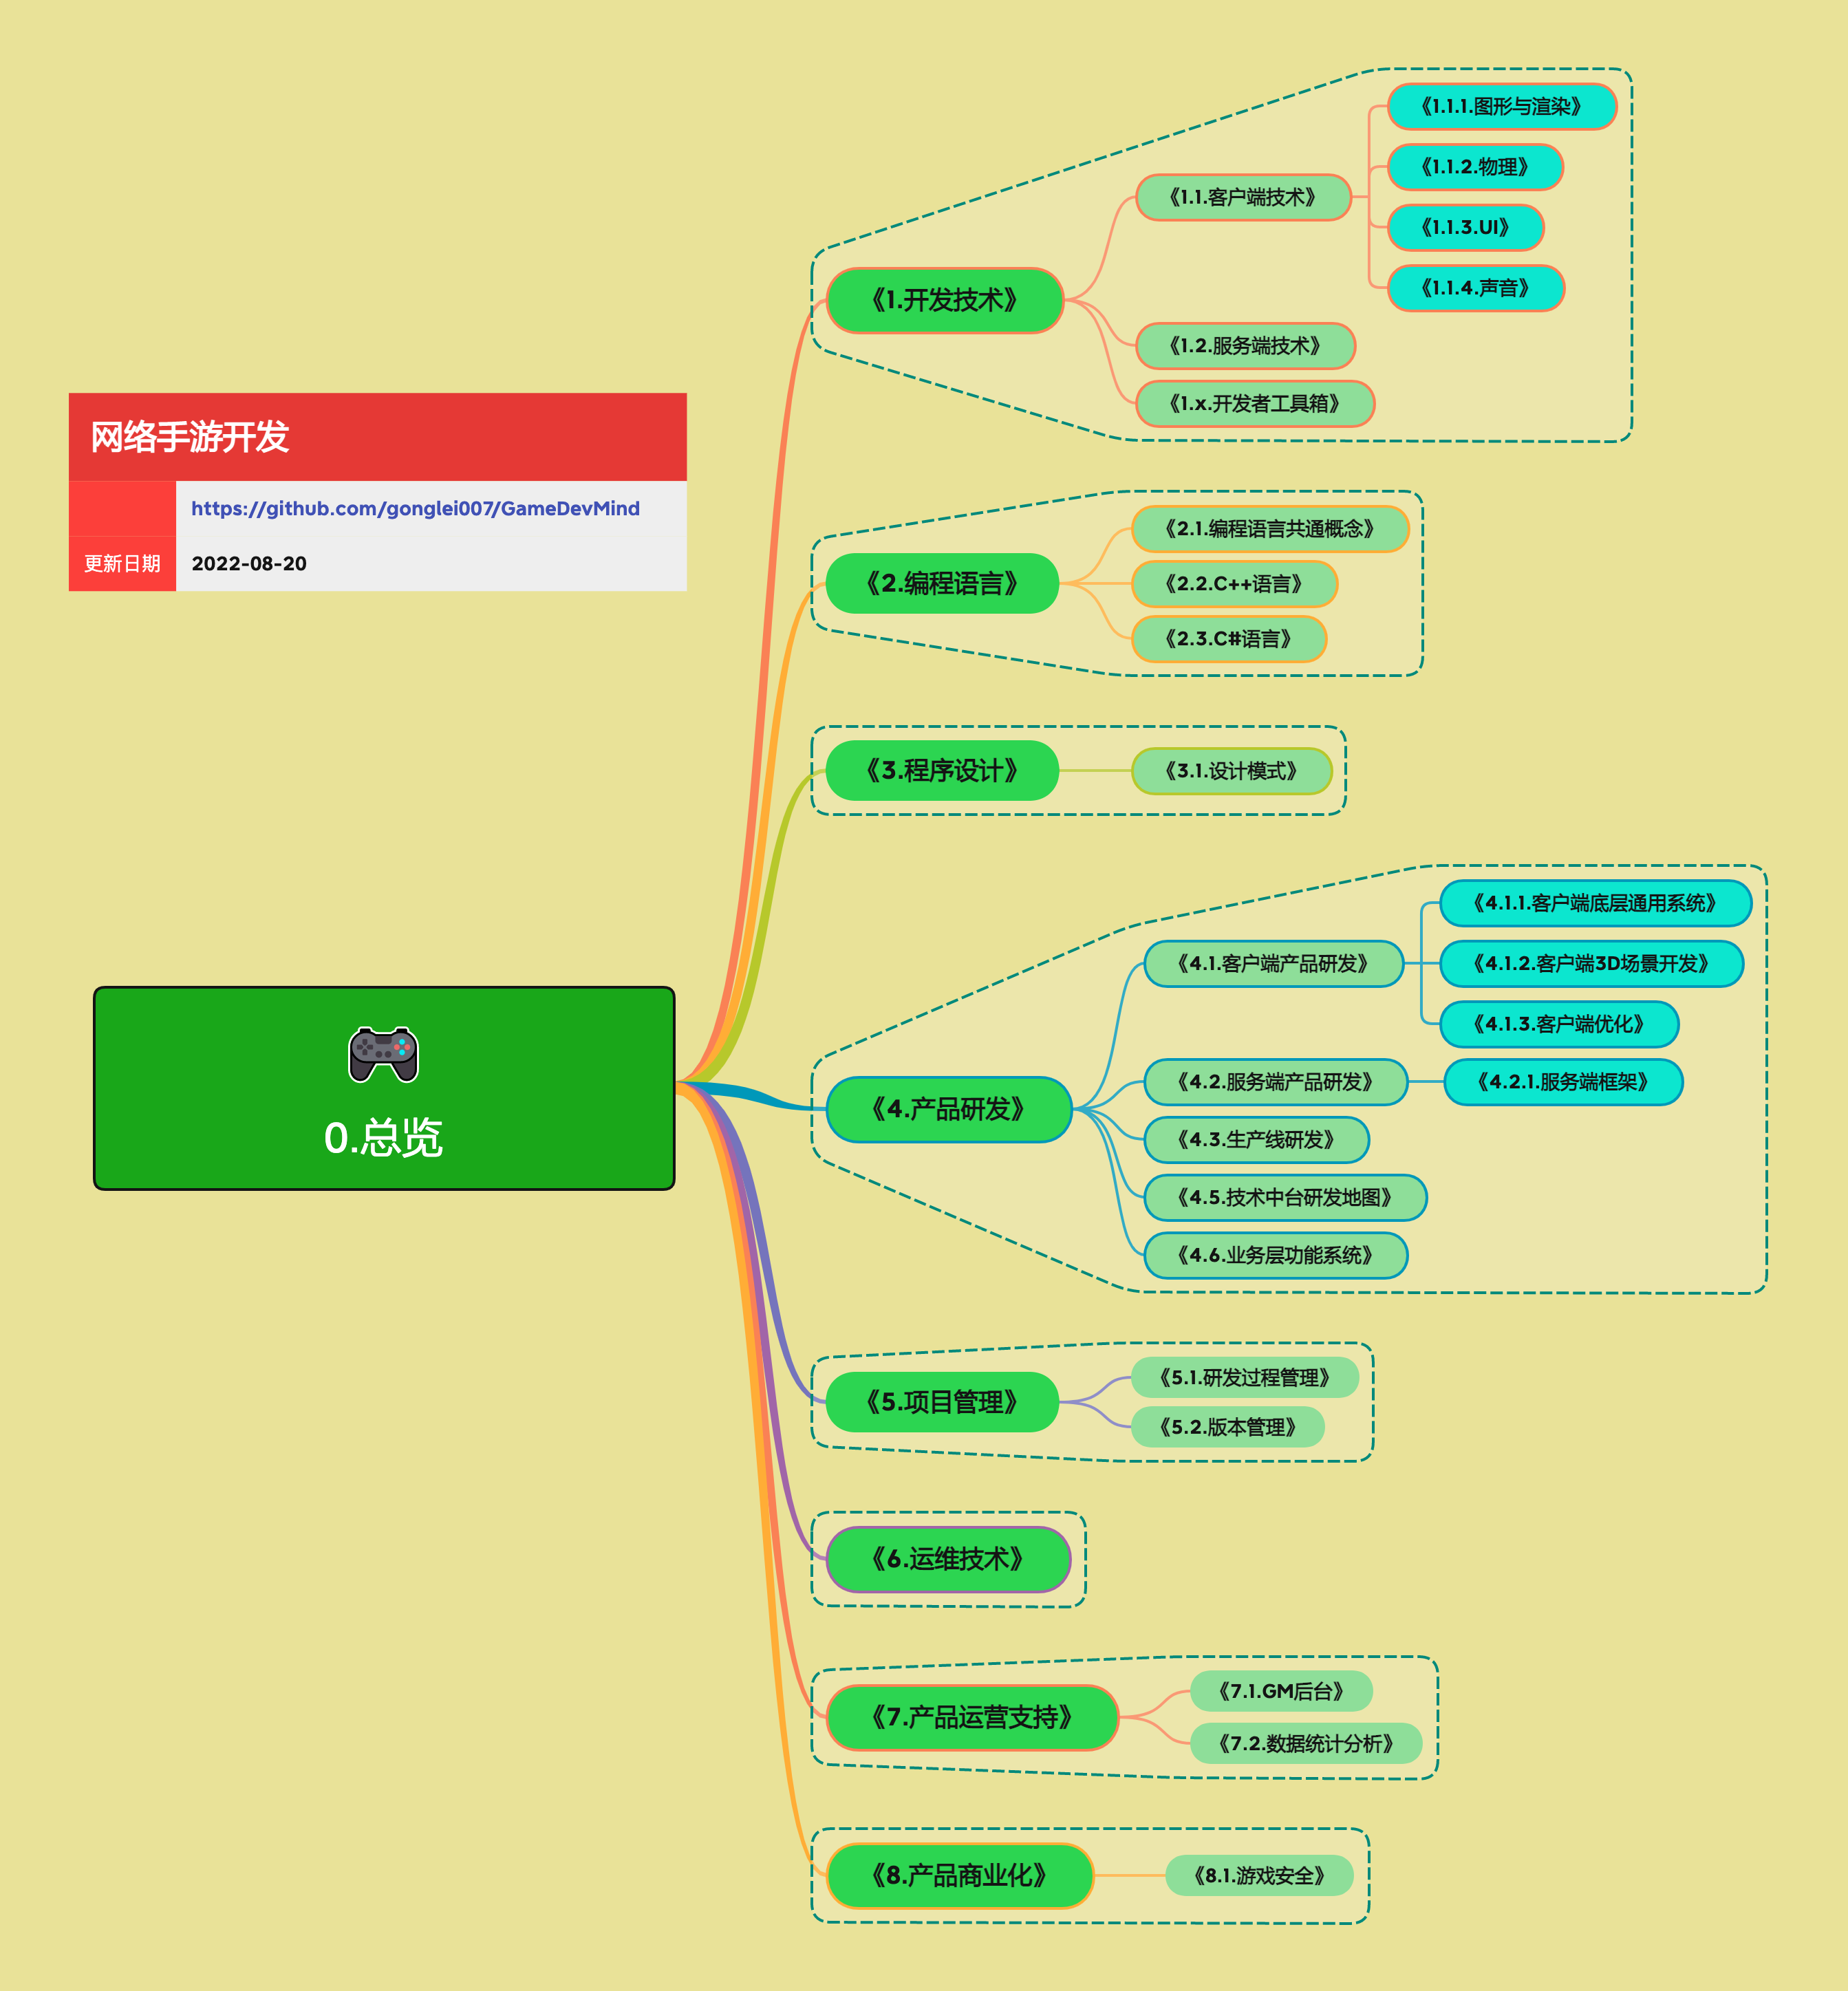 网络手游开发
https://github.com/gonglei007/GameDevMind
更新日期
2022-08-20
0.总览
《1.开发技术》
《1.1.客户端技术》
《1.1.1.图形与渲染》
《1.1.2.物理》
《1.1.3.UI》
《1.1.4.声音》
《1.2.服务端技术》
《1.x.开发者工具箱》
《2.编程语言》
《2.1.编程语言共通概念》
《2.2.C++语言》
《2.3.C#语言》
《3.程序设计》
《3.1.设计模式》
《4.产品研发》
《4.1.客户端产品研发》
《4.1.1.客户端底层通用系统》
《4.1.2.客户端3D场景开发》
《4.1.3.客户端优化》
《4.2.服务端产品研发》
《4.2.1.服务端框架》
《4.3.生产线研发》
《4.5.技术中台研发地图》
《4.6.业务层功能系统》
《5.项目管理》
《5.1.研发过程管理》
《5.2.版本管理》
《6.运维技术》
《7.产品运营支持》
《7.1.GM后台》
《7.2.数据统计分析》
《8.产品商业化》
《8.1.游戏安全》